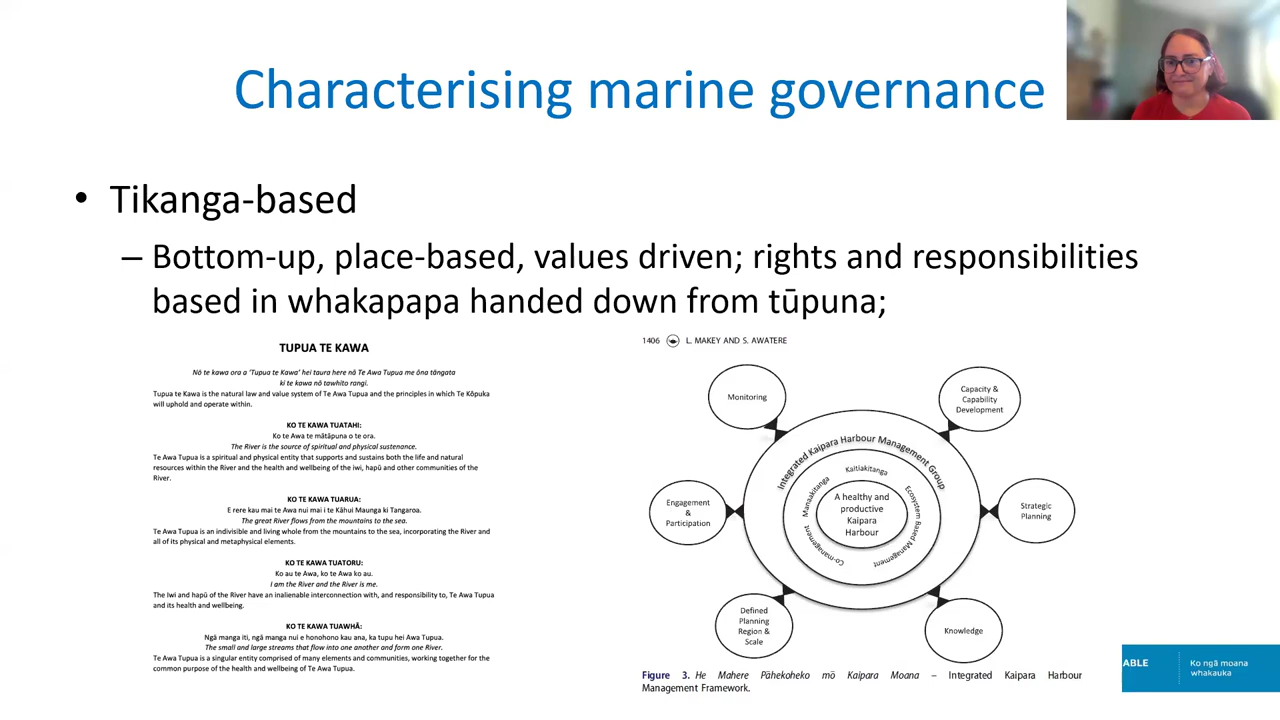 Characterising marine governance
• Tikanga-based
– Bottom-up, place-based, values driven; rights and responsibilities
based in whakapapa handed down from tūpuna;
TUPUA TE KAWA
Nō te kawa ora a ‘Tupua te Kawa’ hei taura here nō Te Awa Tupua me ōna tāngata
ki te kawa nō tawhito rangi.
Tupua te Kawa is the natural law and value system of Te Awa Tupua and the principles in which Te Kōpuka
will uphold and operate within.
KO TE KAWA TUATAHI:
Ko te Awa te mātāpuna o te ora.
The River is the source of spiritual and physical sustenance.
Te Awa Tupua is a spiritual and physical entity that supports and sustains both the life and natural
resources within the River and the health and wellbeing of the iwi, hapū and other communities of the
River.
KO TE KAWA TUARUA:
E rere kau mai te Awa nui mai i te Kāhui Maunga ki Tangaroa.
The great River flows from the mountains to the sea.
Te Awa Tupua is an indivisible and living whole from the mountains to the sea, incorporating the River and
all of its physical and metaphysical elements.
KO TE KAWA TUATORU:
Ko au te Awa, ko te Awa ko au.
I am the River and the River is me.
The Iwi and hapū of the River have an inalienable interconnection with, and responsibility to, Te Awa Tupua
and its health and wellbeing.
KO TE KAWA TUAWHĀ:
Ngā manga iti, ngā manga nui e honohono kau ana, ka tupu hei Awa Tupua.
The small and large streams that flow into one another and form one River.
Te Awa Tupua is a singular entity comprised of many elements and communities, working together for the
common purpose of the health and wellbeing of Te Awa Tupua.
1406 L. MAKEY AND S. AWATERE
Monitoring
Capacity &
Capability
Development
Integrated Kaipara Harbour Management Group
Kaitiakitanga
Manaakitanga
Ecosystem Based Management
Co-management
A healthy and
productive
Kaipara
Harbour
Engagement
&
Participation
Strategic
Planning
Defined
Planning
Region &
Scale
Knowledge
Figure 3. He Mahere Pāhekoheko mō Kaipara Moana – Integrated Kaipara Harbour
Management Framework.
ABLE
Ko ngā moana
whakauka